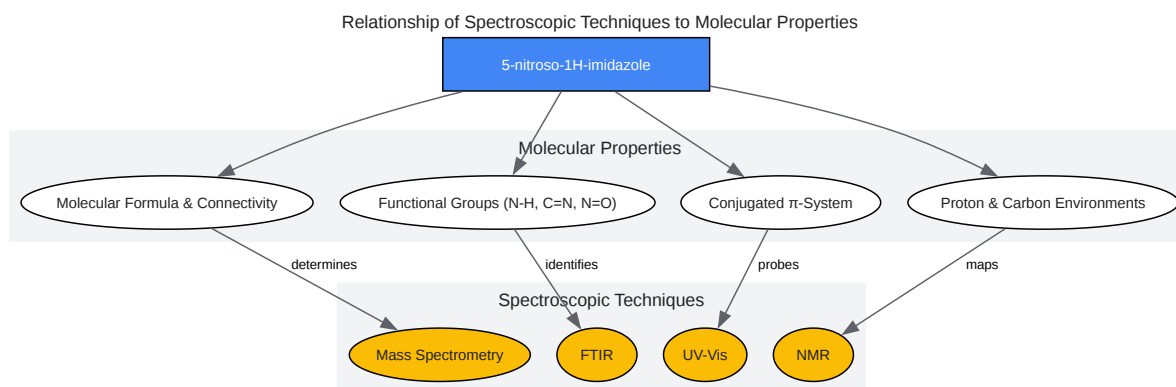 Relationship of Spectroscopic Techniques to Molecular Properties
5-nitroso-1H-imidazole
Molecular Properties
Molecular Formula & Connectivity
Functional Groups (N-H, C=N, N=O)
Conjugated π-System
Proton & Carbon Environments
determines
identifies
probes
maps
Spectroscopic Techniques
Mass Spectrometry
FTIR
UV-Vis
NMR